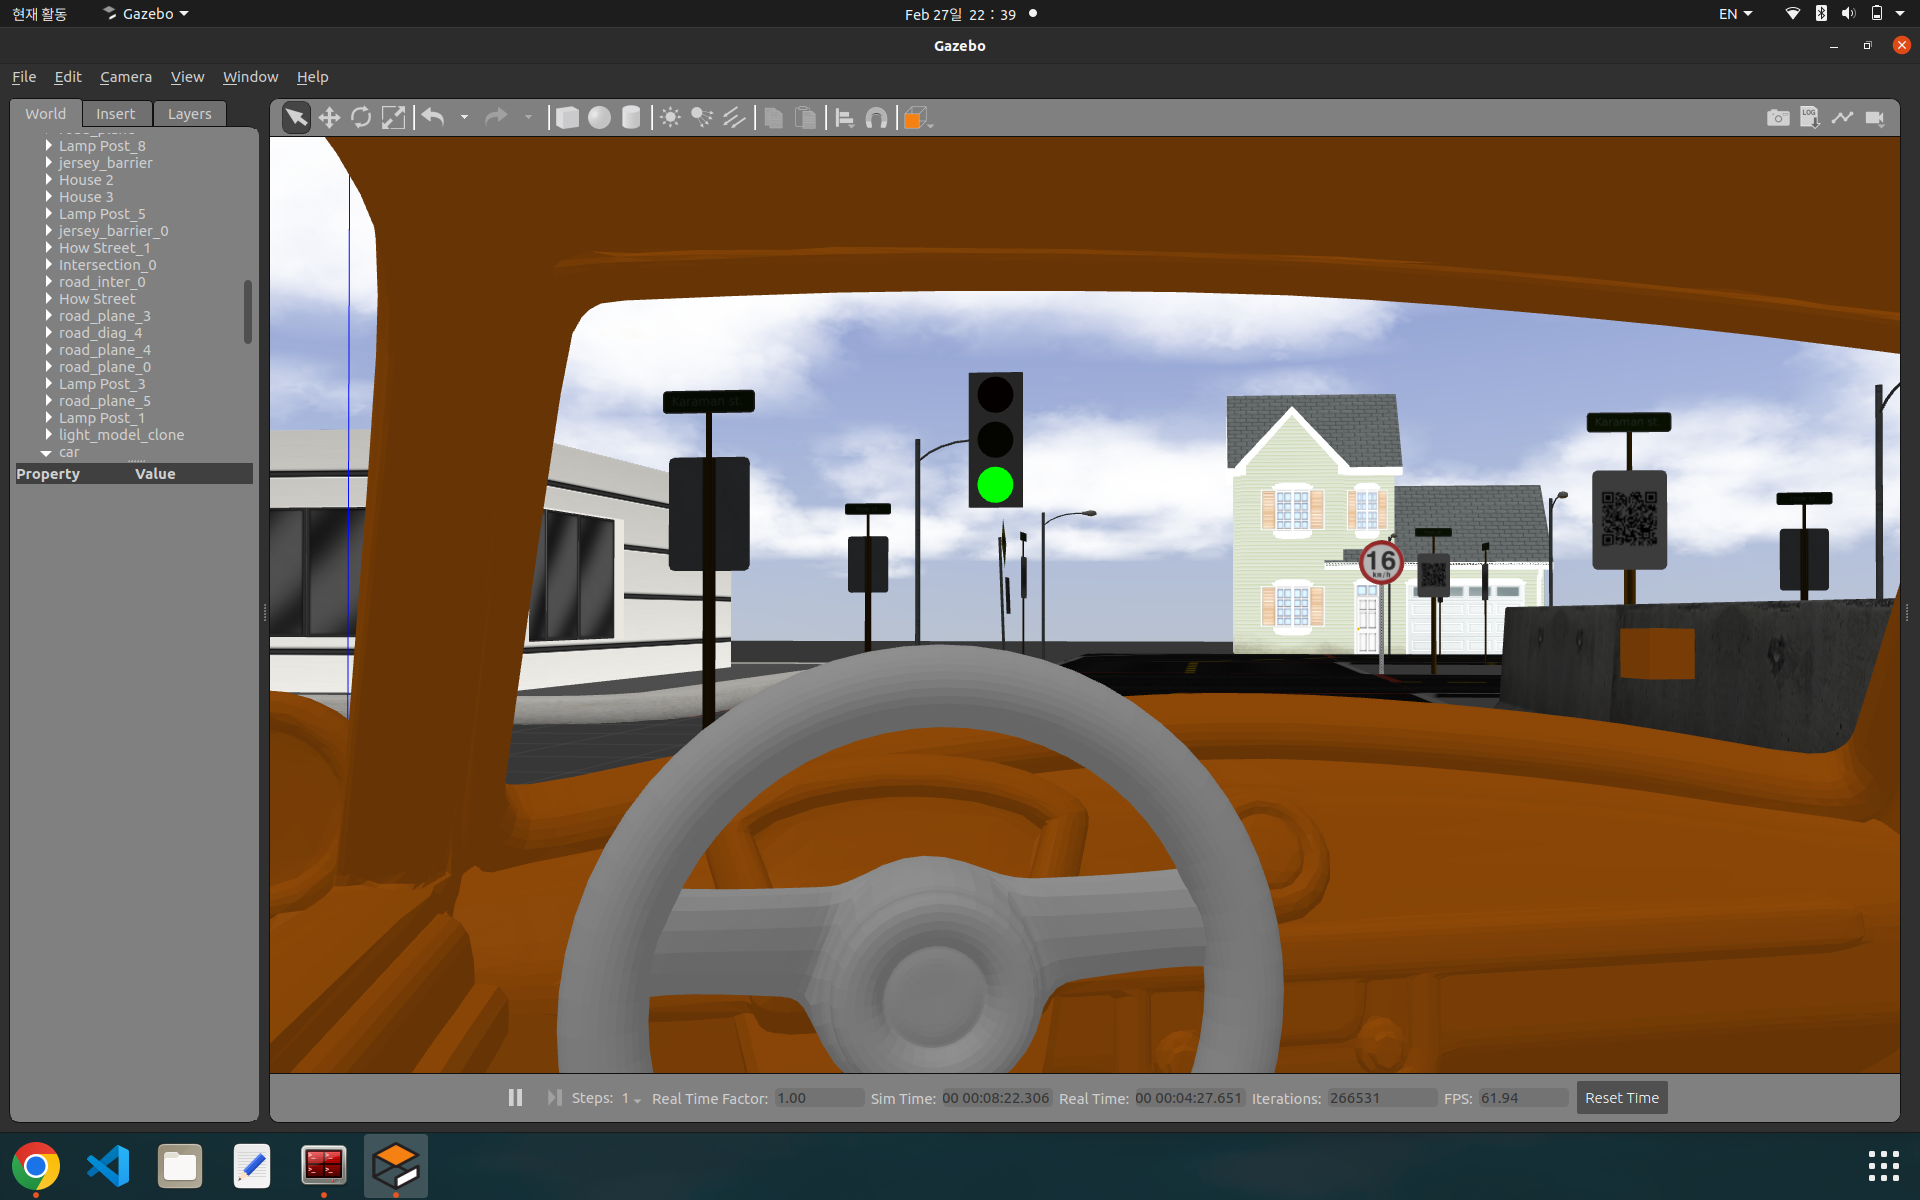 현재 활동
Gazebo
Feb 27일 22 : 39
EN
Gazebo
File Edit Camera View Window Help
World Insert Layers
road_plane
Lamp Post_8
jersey_barrier
House 2
House 3
Lamp Post_5
jersey_barrier_0
How Street_1
Intersection_0
road_inter_0
How Street
road_plane_3
road_diag_4
road_plane_4
road_plane_0
Lamp Post_3
road_plane_5
Lamp Post_1
light_model_clone
car
Property Value
LOG
Karaman st.
Karaman st.
16
km/h
Steps: 1 Real Time Factor: 1.00 Sim Time: 00 00:08:22.306 Real Time: 00 00:04:27.651 Iterations: 266531 FPS: 61.94 Reset Time